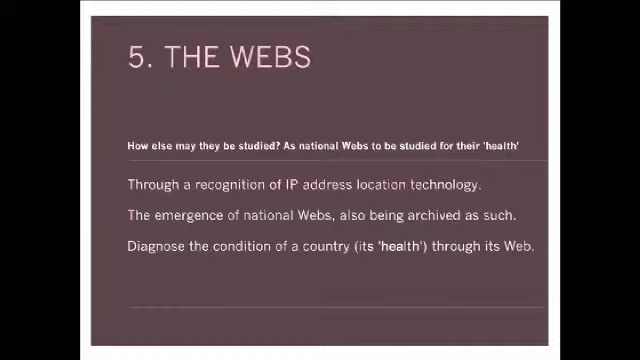 5. THE WEBS
How else may they be studied? As national Webs to be studied for their 'health'
Through a recognition of IP address location technology.
The emergence of national Webs, also being archived as such.
Diagnose the condition of a country (its 'health') through its Web.